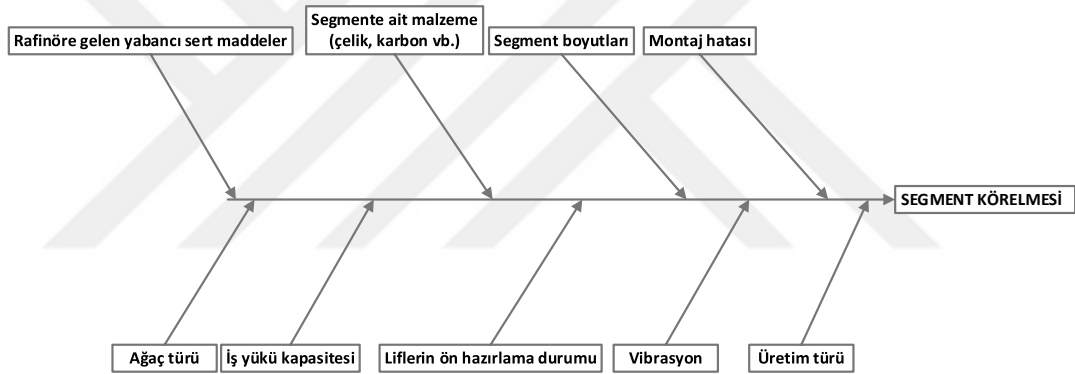 Rafinöre gelen yabancı sert maddeler
Segmente ait malzeme
(çelik, karbon vb.)
Segment boyutları
Montaj hatası
SEGMENT KÖRELMESİ
Ağaç türü
İş yükü kapasitesi
Liflerin ön hazırlama durumu
Vibrasyon
Üretim türü